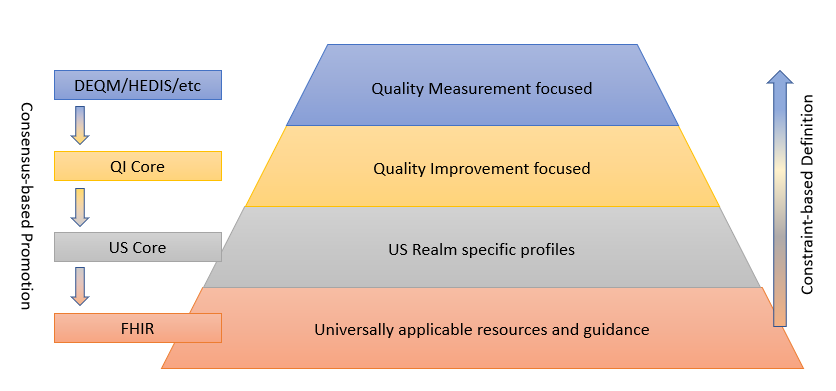 Consensus-based Promotion
DEQM/HEDIS/etc
QI Core
US Core
FHIR
Quality Measurement focused
Quality Improvement focused
US Realm specific profiles
Universally applicable resources and guidance
Constraint-based Definition